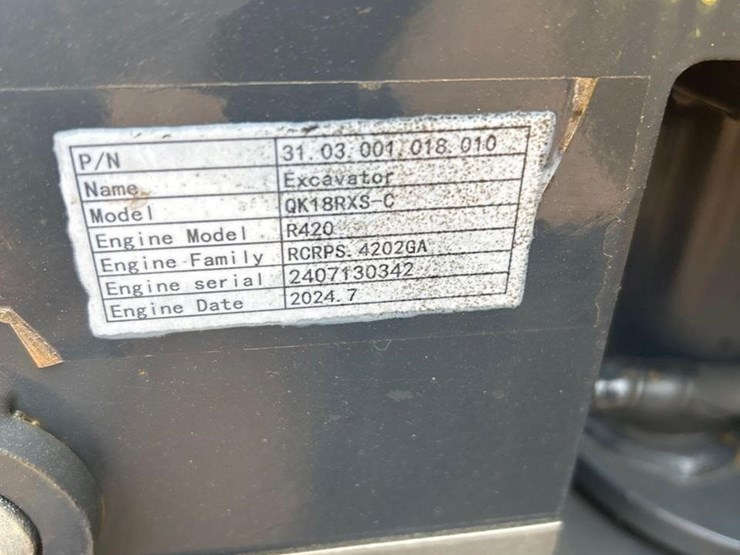 P/N 31.03.001.018.010
Name Excavator
Model QK18RXS-C
Engine Model R420
Engine Family RCRPS.4202GA
Engine serial 2407130342
Engine Date 2024.7